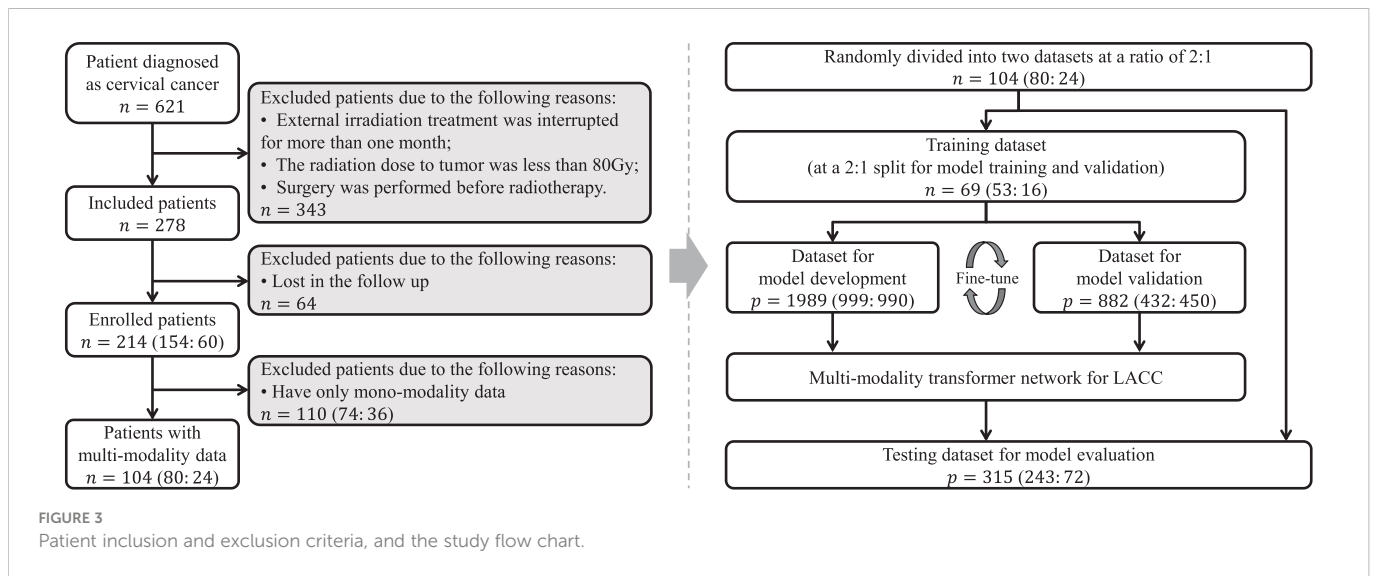 Patient diagnosed
as cervical cancer
n = 621
Excluded patients due to the following reasons:
• External irradiation treatment was interrupted
for more than one month;
• The radiation dose to tumor was less than 80Gy;
• Surgery was performed before radiotherapy.
n = 343
Included patients
n = 278
Excluded patients due to the following reasons:
• Lost in the follow up
n = 64
Enrolled patients
n = 214 (154: 60)
Excluded patients due to the following reasons:
• Have only mono-modality data
n = 110 (74: 36)
Patients with
multi-modality data
n = 104 (80: 24)
Randomly divided into two datasets at a ratio of 2:1
n = 104 (80: 24)
Training dataset
(at a 2:1 split for model training and validation)
n = 69 (53: 16)
Dataset for
model development
p = 1989 (999: 990)
Fine-tune
Dataset for
model validation
p = 882 (432: 450)
Multi-modality transformer network for LACC
Testing dataset for model evaluation
p = 315 (243: 72)
FIGURE 3
Patient inclusion and exclusion criteria, and the study flow chart.